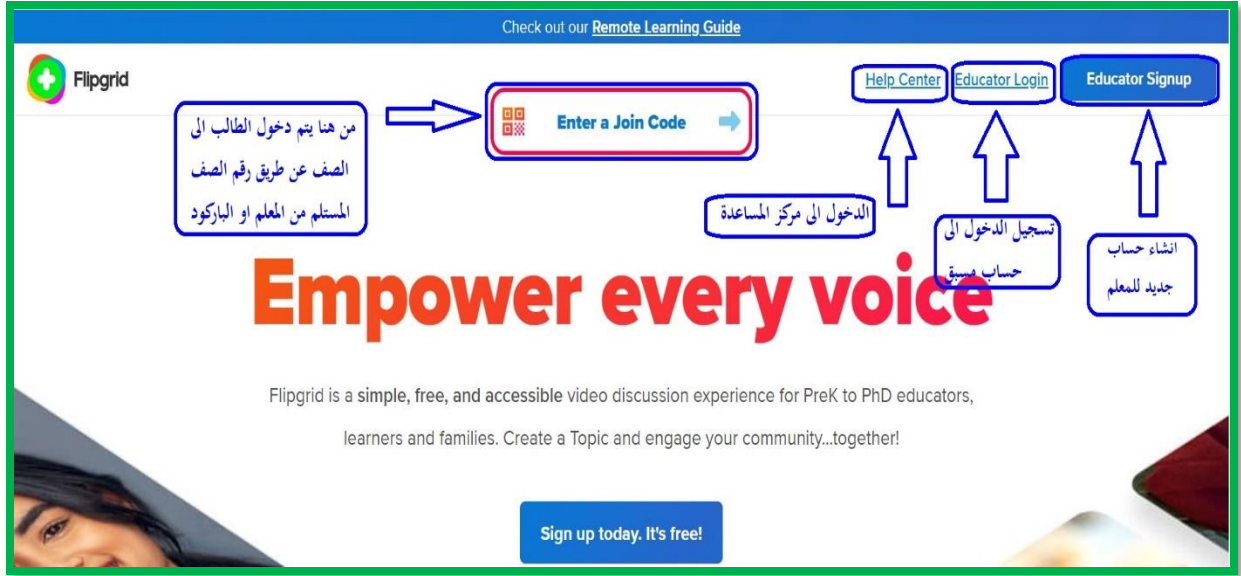 Check out our Remote Learning Guide
Flipgrid
Enter a Join Code
Help Center
Educator Login
Educator Signup
من هنا يتم دخول الطالب الى
الصف عن طريق رقم الصف
المستلم من المعلم او الباركود
الدخول الى مركز المساعدة
تسجيل الدخول الى
حساب مسبق
انشاء حساب
جديد للمعلم
Empower every voice
Flipgrid is a simple, free, and accessible video discussion experience for PreK to PhD educators,
learners and families. Create a Topic and engage your community...together!
Sign up today. It's free!